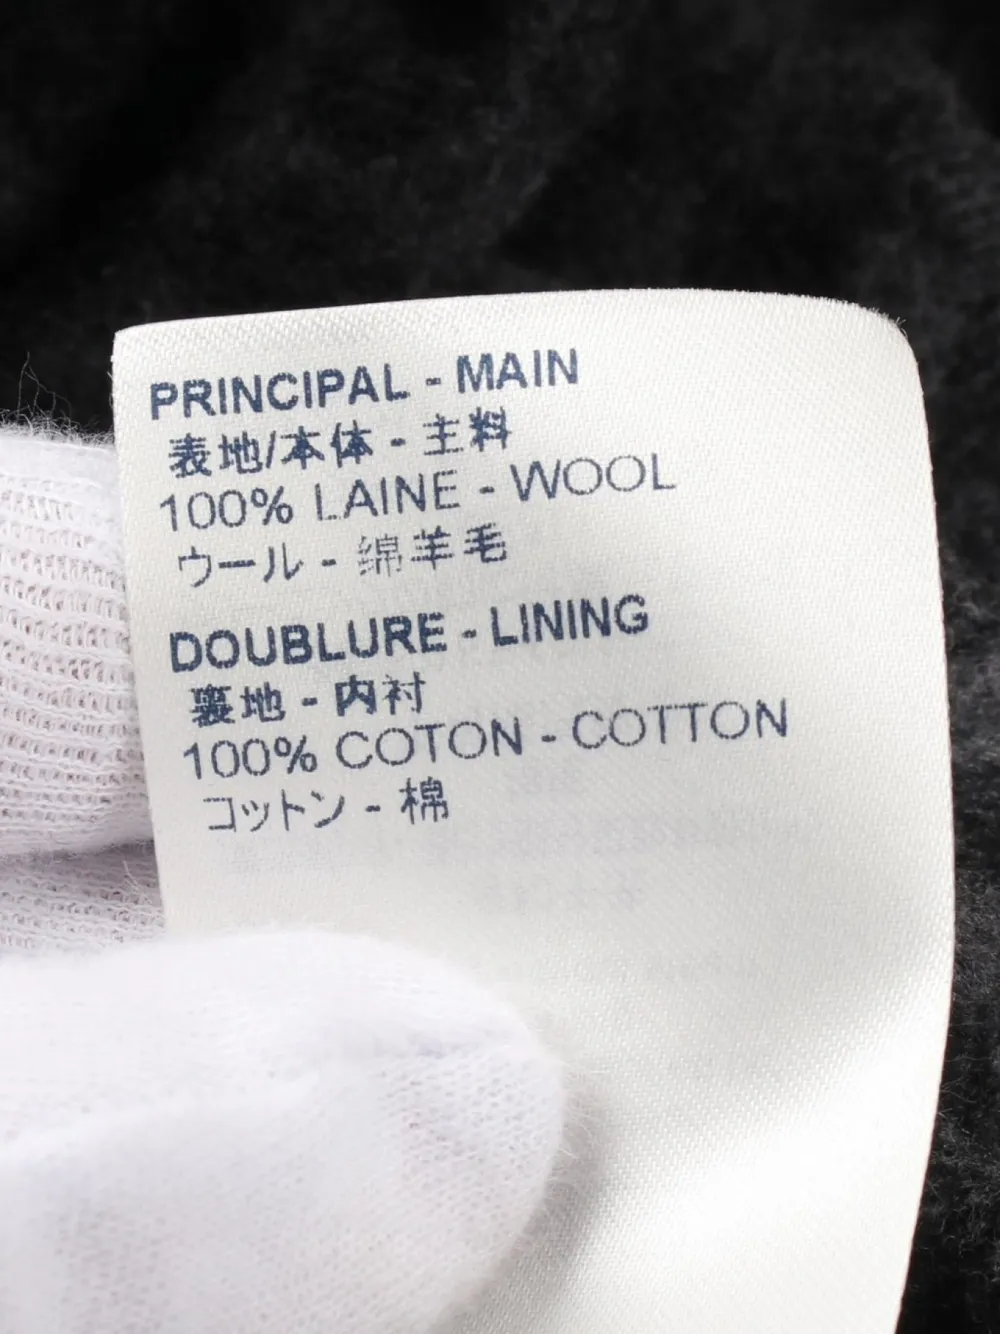 PRINCIPAL - MAIN
表地/本体 - 主料
100% LAINE - WOOL
ウール - 绵羊毛
DOUBLURE - LINING
裏地 - 内衬
100% COTON - COTTON
コットン - 棉